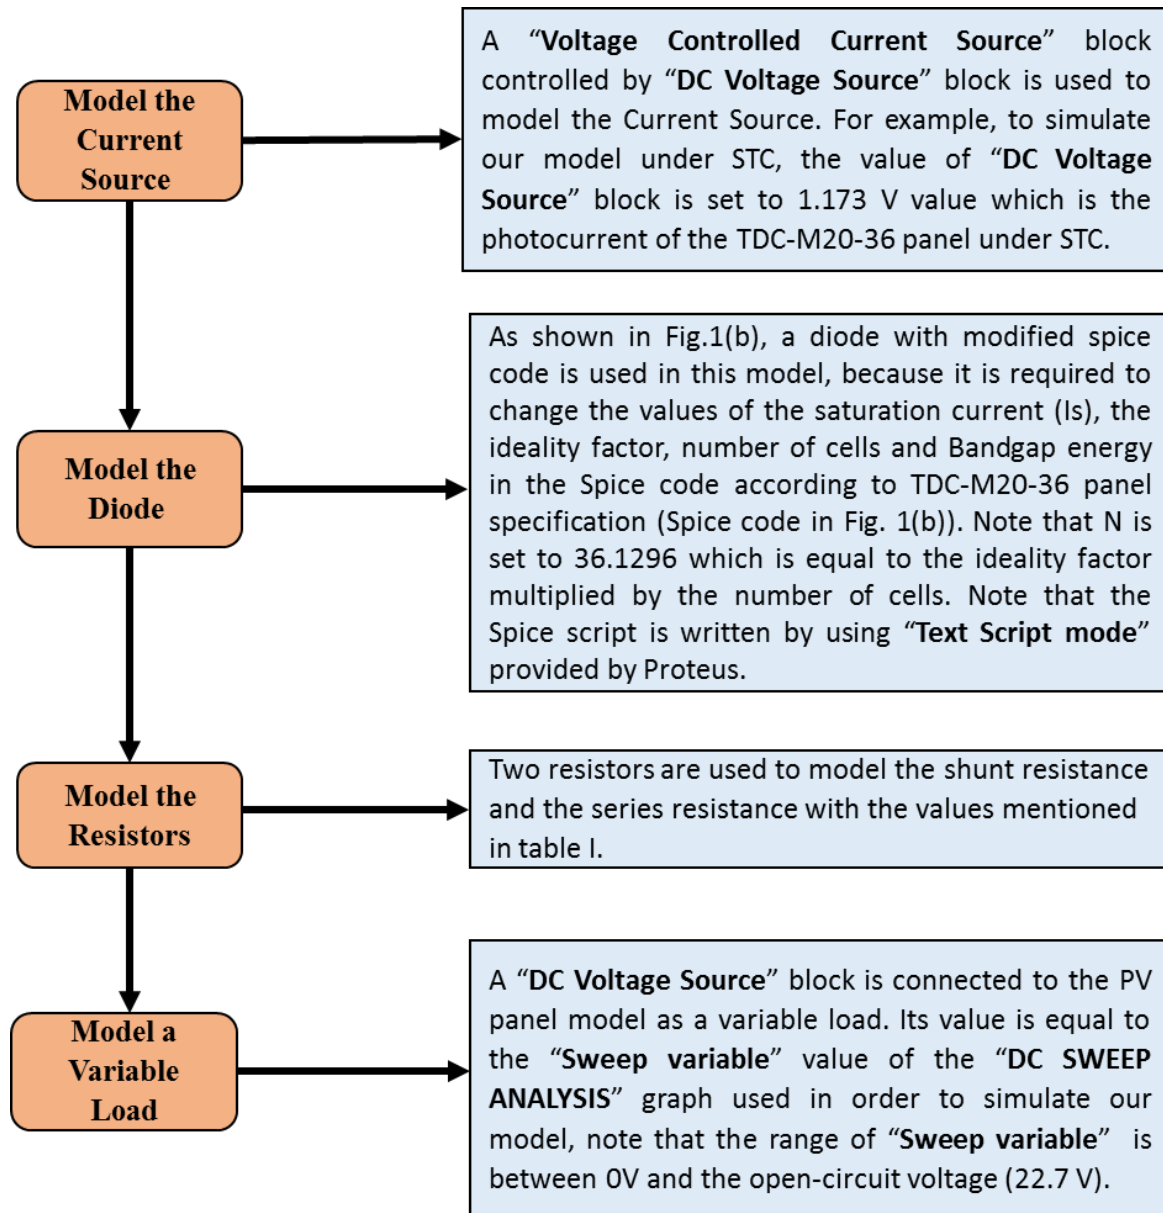 Model the
Current
Source
A “Voltage Controlled Current Source” block
controlled by “DC Voltage Source” block is used to
model the Current Source. For example, to simulate
our model under STC, the value of “DC Voltage
Source” block is set to 1.173 V value which is the
photocurrent of the TDC-M20-36 panel under STC.
Model the
Diode
As shown in Fig.1(b), a diode with modified spice
code is used in this model, because it is required to
change the values of the saturation current (Is), the
ideality factor, number of cells and Bandgap energy
in the Spice code according to TDC-M20-36 panel
specification (Spice code in Fig. 1(b)). Note that N is
set to 36.1296 which is equal to the ideality factor
multiplied by the number of cells. Note that the
Spice script is written by using “Text Script mode”
provided by Proteus.
Model the
Resistors
Two resistors are used to model the shunt resistance
and the series resistance with the values mentioned
in table I.
Model a
Variable
Load
A “DC Voltage Source” block is connected to the PV
panel model as a variable load. Its value is equal to
the “Sweep variable” value of the “DC SWEEP
ANALYSIS” graph used in order to simulate our
model, note that the range of “Sweep variable” is
between 0V and the open-circuit voltage (22.7 V).